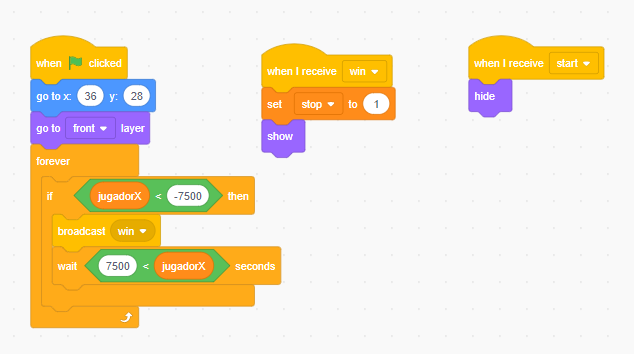 when clicked
go to x: 36 y: 28
go to front layer
forever
if jugadorX < -7500 then
broadcast win
wait 7500 < jugadorX seconds
when I receive win
set stop to 1
show
when I receive start
hide